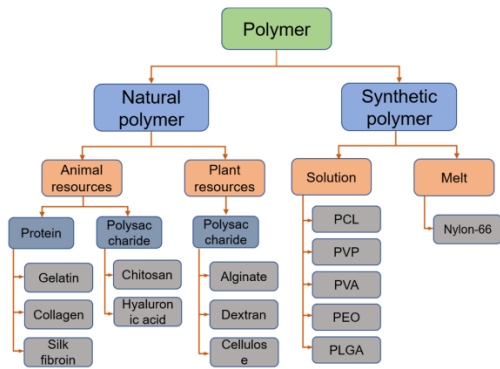 Polymer
Natural
polymer
Synthetic
polymer
Animal
resources
Plant
resources
Solution
Melt
Protein
Polysac
charide
Polysac
charide
PCL
Nylon-66
Gelatin
Chitosan
Alginate
PVP
Collagen
Hyaluron
ic acid
Dextran
PVA
PEO
Silk
fibroin
Cellulos
e
PLGA